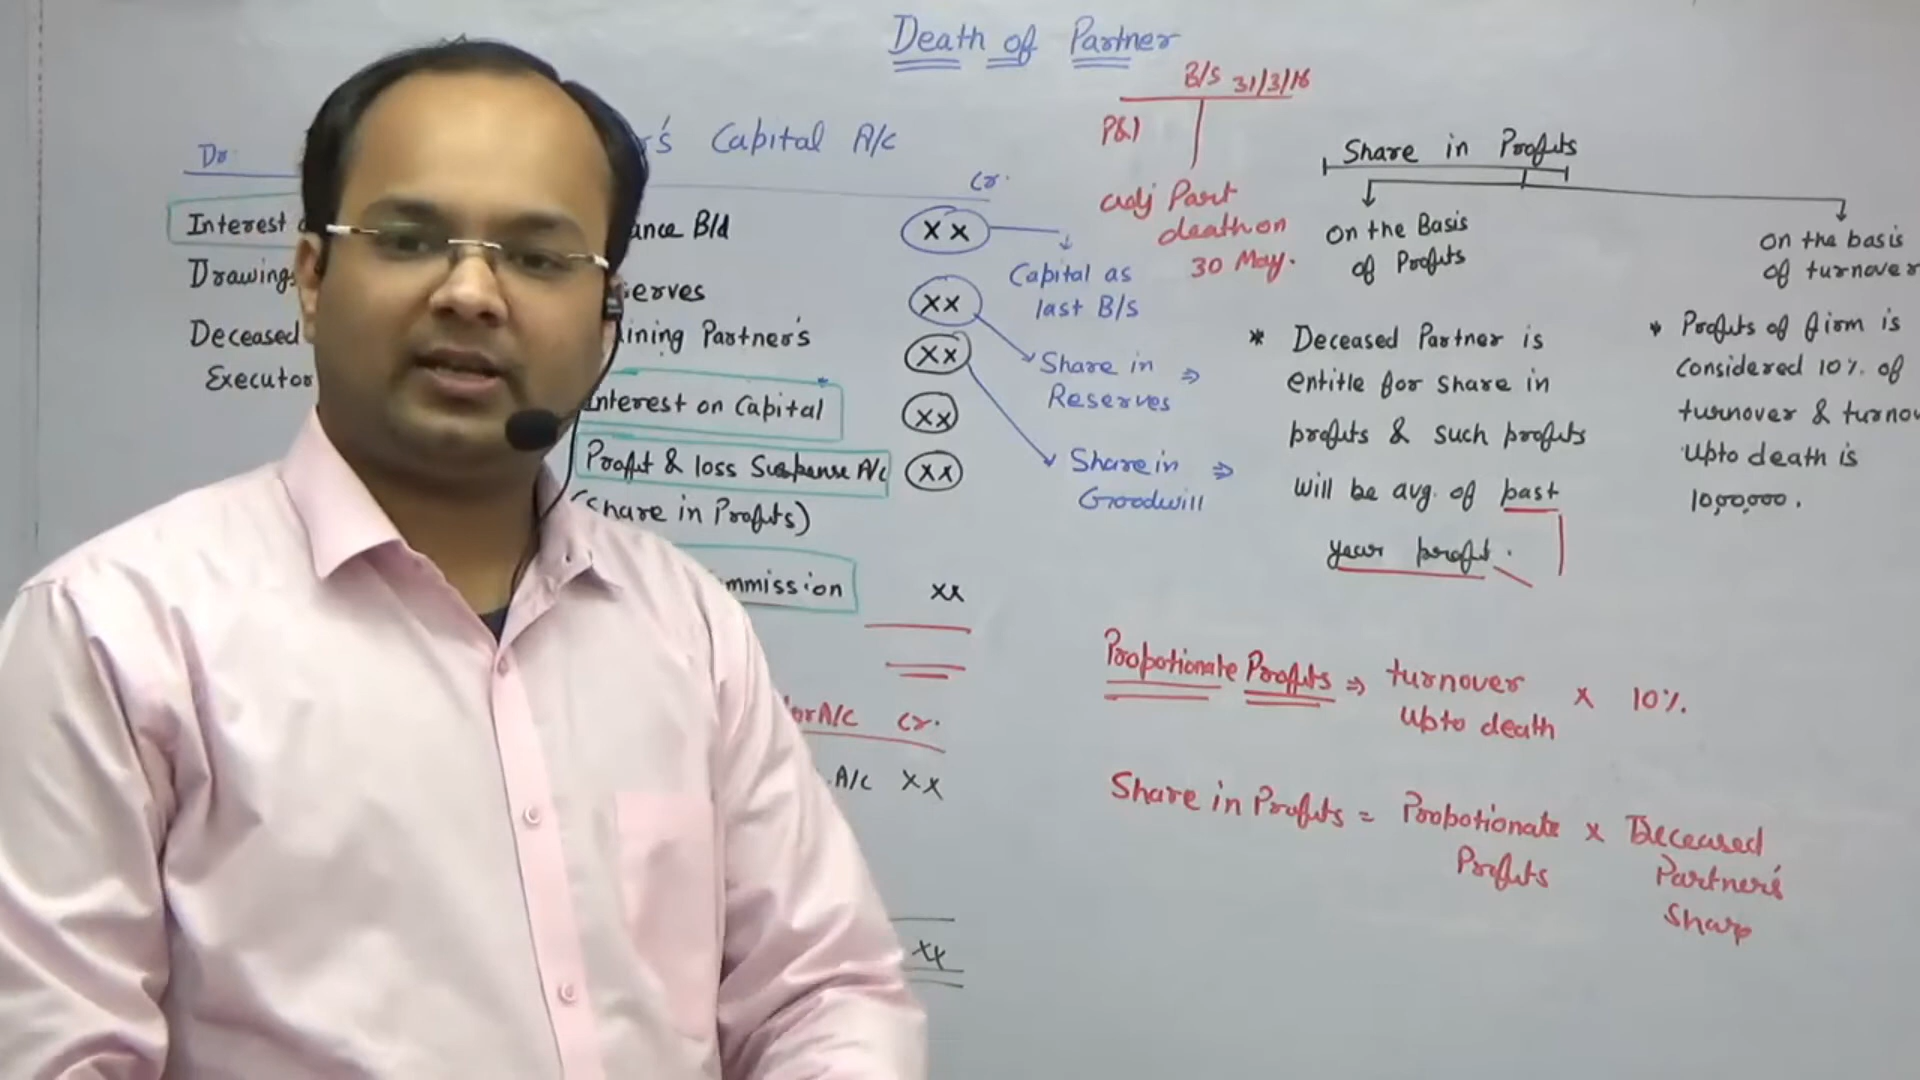 Death of Partner
B/S 31/3/16
P&l
adj Part
death on
30 May.
's Capital A/c
Dr.
Cr.
Interest
Drawings
Deceased
Executor
ance B/d XX
erves XX
ining Partner's XX
Interest on Capital XX
Profit & loss Suspense A/c XX
(Share in Profits)
mmission XX
or A/c Cr.
A/c XX
XX
Capital as
last B/S
Share in ⇒
Reserves
Share in ⇒
Goodwill
Share in Profits
on the Basis
of Profits
* Deceased Partner is
entitle for share in
profits & such profits
will be avg. of past
year profit.
on the basis
of turnover
* Profits of firm is
considered 10% of
turnover & turnov
upto death is
10,00,000.
Propotionate Profits ⇒ turnover × 10%.
upto death
Share in Profits = Propotionate × Deceased
Profits Partner's
Share